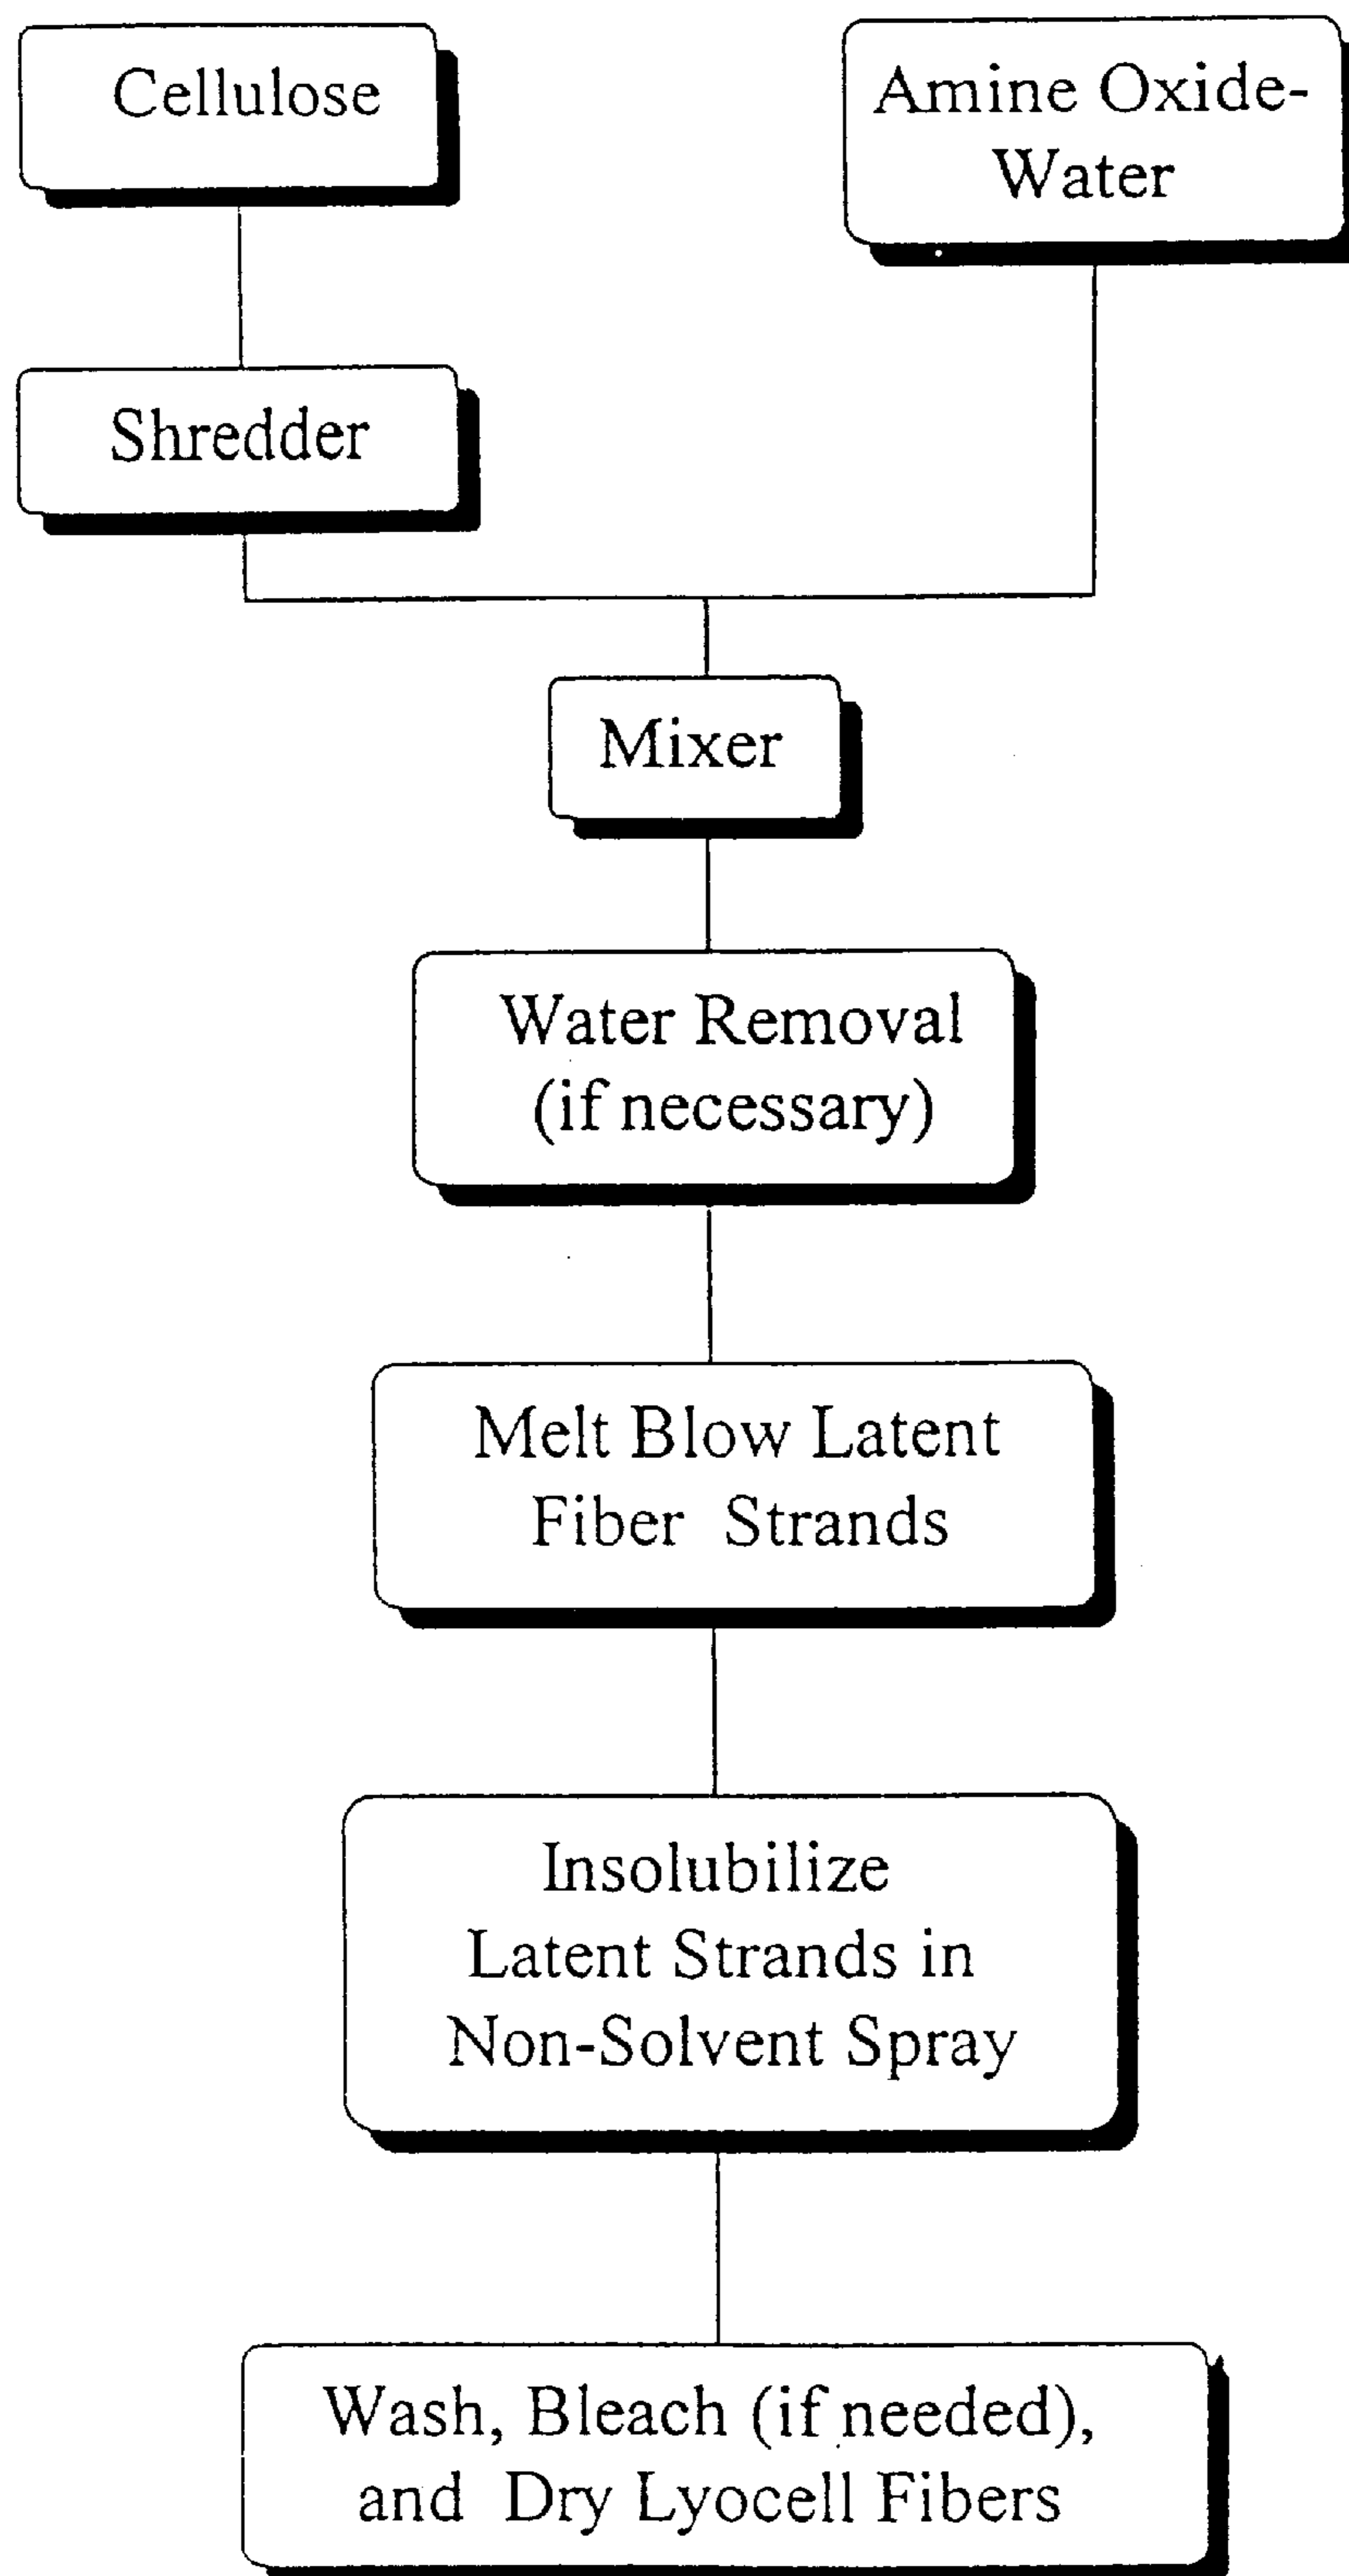 Cellulose
Amine Oxide-
Water
Shredder
Mixer
Water Removal
(if necessary)
Melt Blow Latent
Fiber Strands
Insolubilize
Latent Strands in
Non-Solvent Spray
Wash, Bleach (if needed),
and Dry Lyocell Fibers